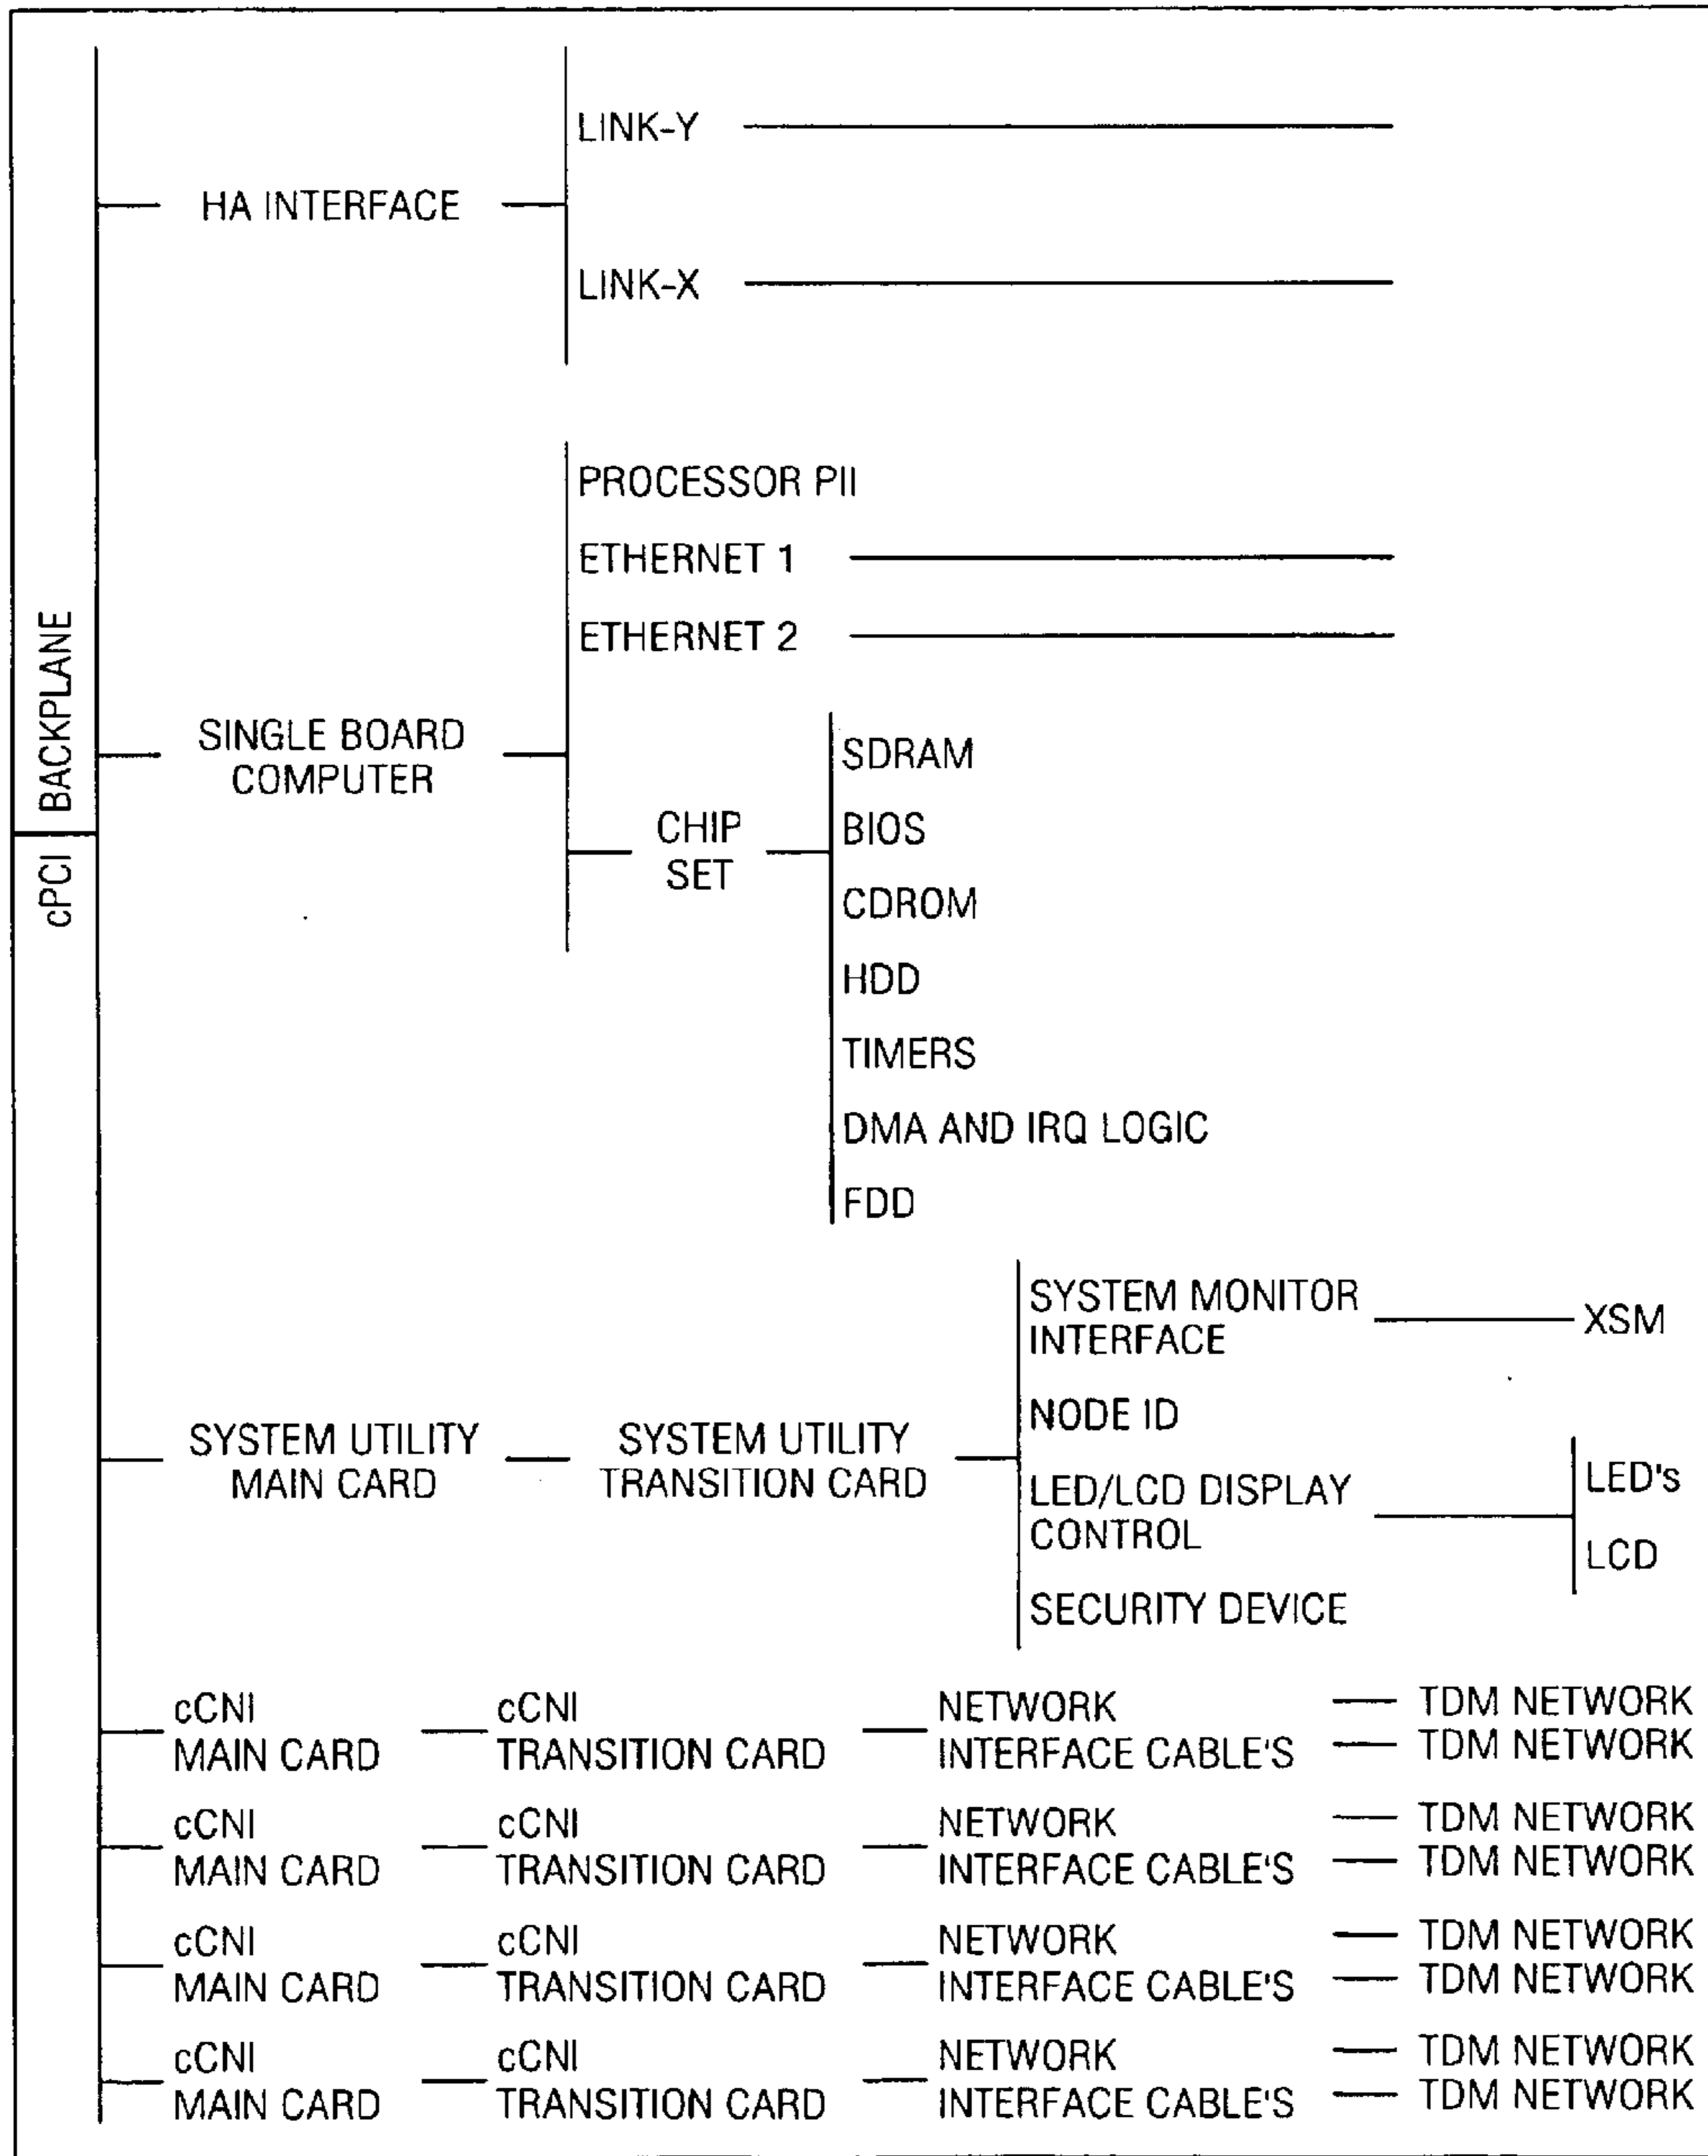 cPCI BACKPLANE
HA INTERFACE
LINK-Y
LINK-X
SINGLE BOARD
COMPUTER
PROCESSOR PII
ETHERNET 1
ETHERNET 2
CHIP
SET
SDRAM
BIOS
CDROM
HDD
TIMERS
DMA AND IRQ LOGIC
FDD
SYSTEM UTILITY
MAIN CARD
SYSTEM UTILITY
TRANSITION CARD
SYSTEM MONITOR
INTERFACE
XSM
NODE ID
LED/LCD DISPLAY
CONTROL
LED's
LCD
SECURITY DEVICE
cCNI
MAIN CARD
cCNI
TRANSITION CARD
NETWORK
INTERFACE CABLE'S
TDM NETWORK
TDM NETWORK
cCNI
MAIN CARD
cCNI
TRANSITION CARD
NETWORK
INTERFACE CABLE'S
TDM NETWORK
TDM NETWORK
cCNI
MAIN CARD
cCNI
TRANSITION CARD
NETWORK
INTERFACE CABLE'S
TDM NETWORK
TDM NETWORK
cCNI
MAIN CARD
cCNI
TRANSITION CARD
NETWORK
INTERFACE CABLE'S
TDM NETWORK
TDM NETWORK